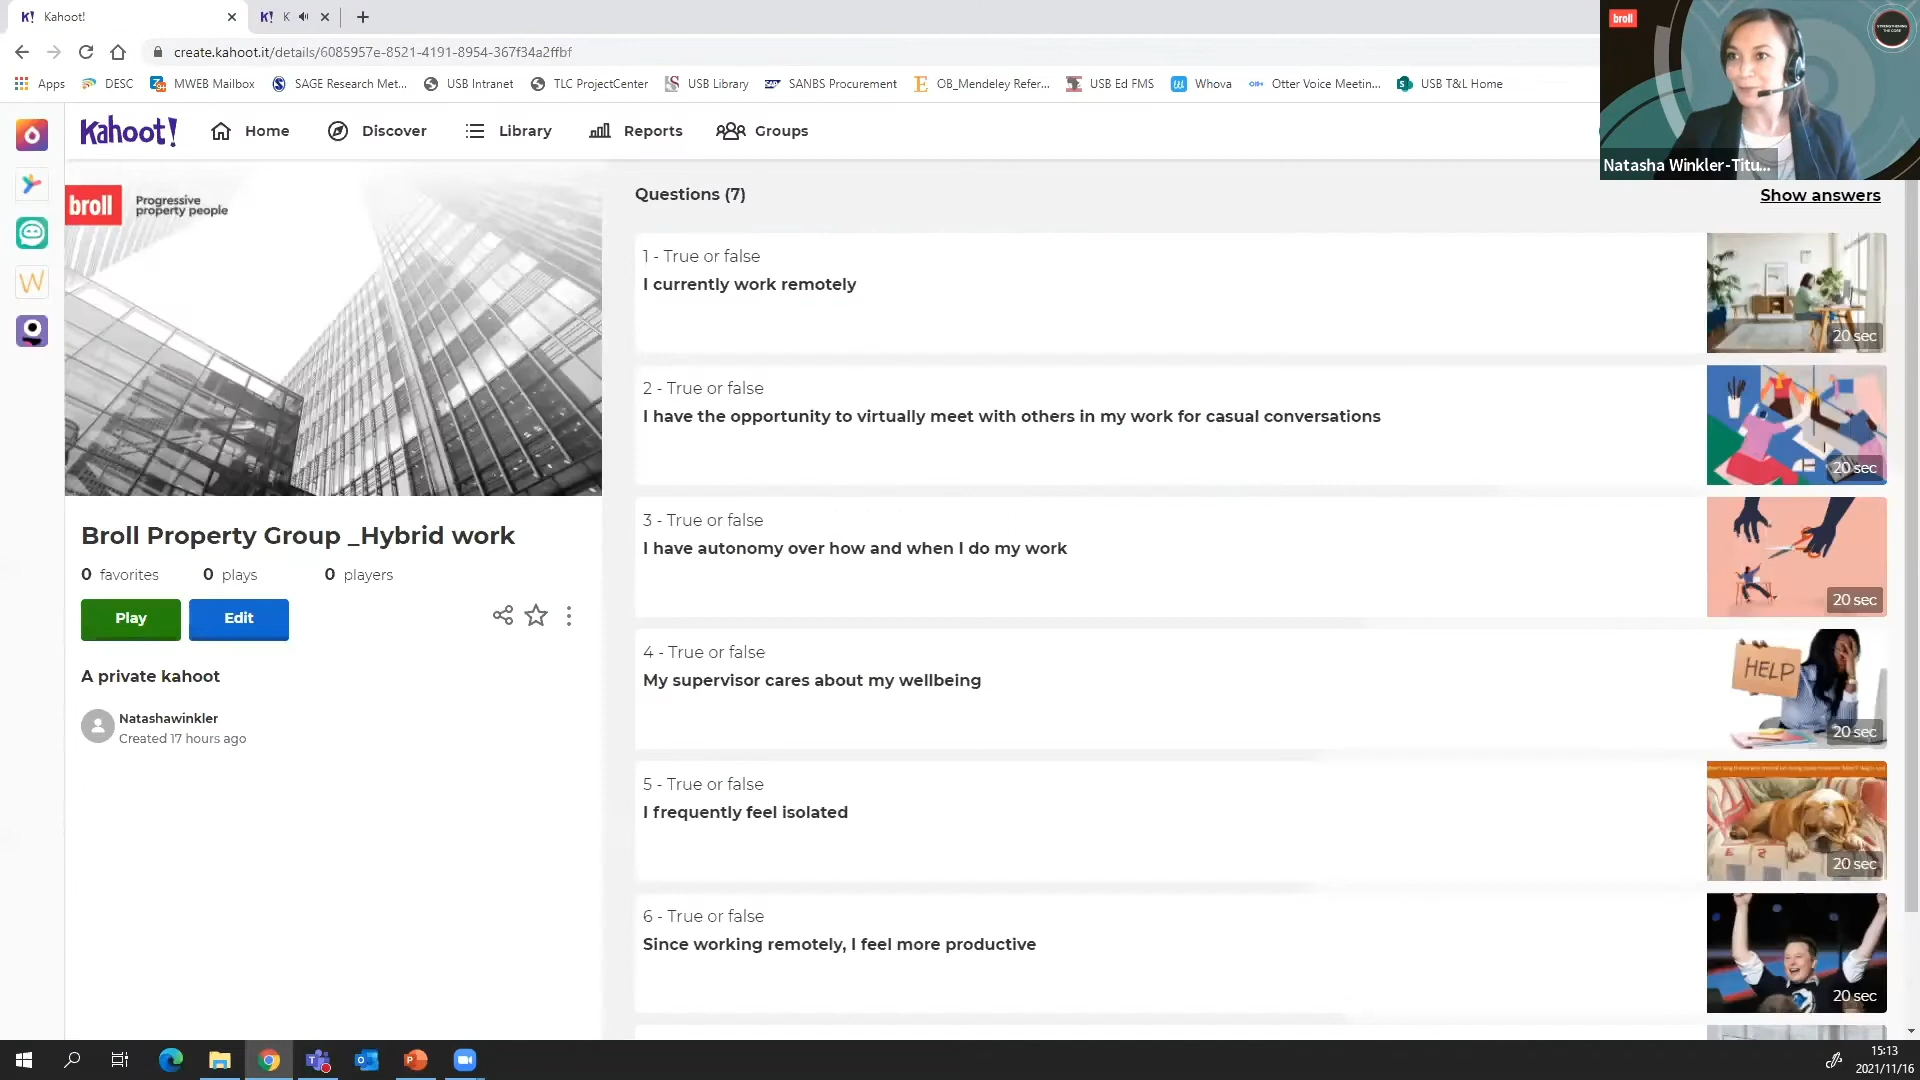 Kahoot!
K
create.kahoot.it/details/6085957e-8521-4191-8954-367f34a2ffbf
Apps
DESC
MWEB Mailbox
SAGE Research Met...
USB Intranet
TLC ProjectCenter
USB Library
SANBS Procurement
OB_Mendeley Refer...
USB Ed FMS
Whova
Otter Voice Meetin...
USB T&L Home
broll
Natasha Winkler-Titu...
Kahoot!
Home
Discover
Library
Reports
Groups
broll
Progressive
property people
Broll Property Group _Hybrid work
0 favorites
0 plays
0 players
Play
Edit
A private kahoot
Natashawinkler
Created 17 hours ago
Questions (7)
Show answers
1 - True or false
I currently work remotely
20 sec
2 - True or false
I have the opportunity to virtually meet with others in my work for casual conversations
20 sec
3 - True or false
I have autonomy over how and when I do my work
20 sec
4 - True or false
My supervisor cares about my wellbeing
HELP
20 sec
5 - True or false
I frequently feel isolated
20 sec
6 - True or false
Since working remotely, I feel more productive
20 sec
15:13
2021/11/16